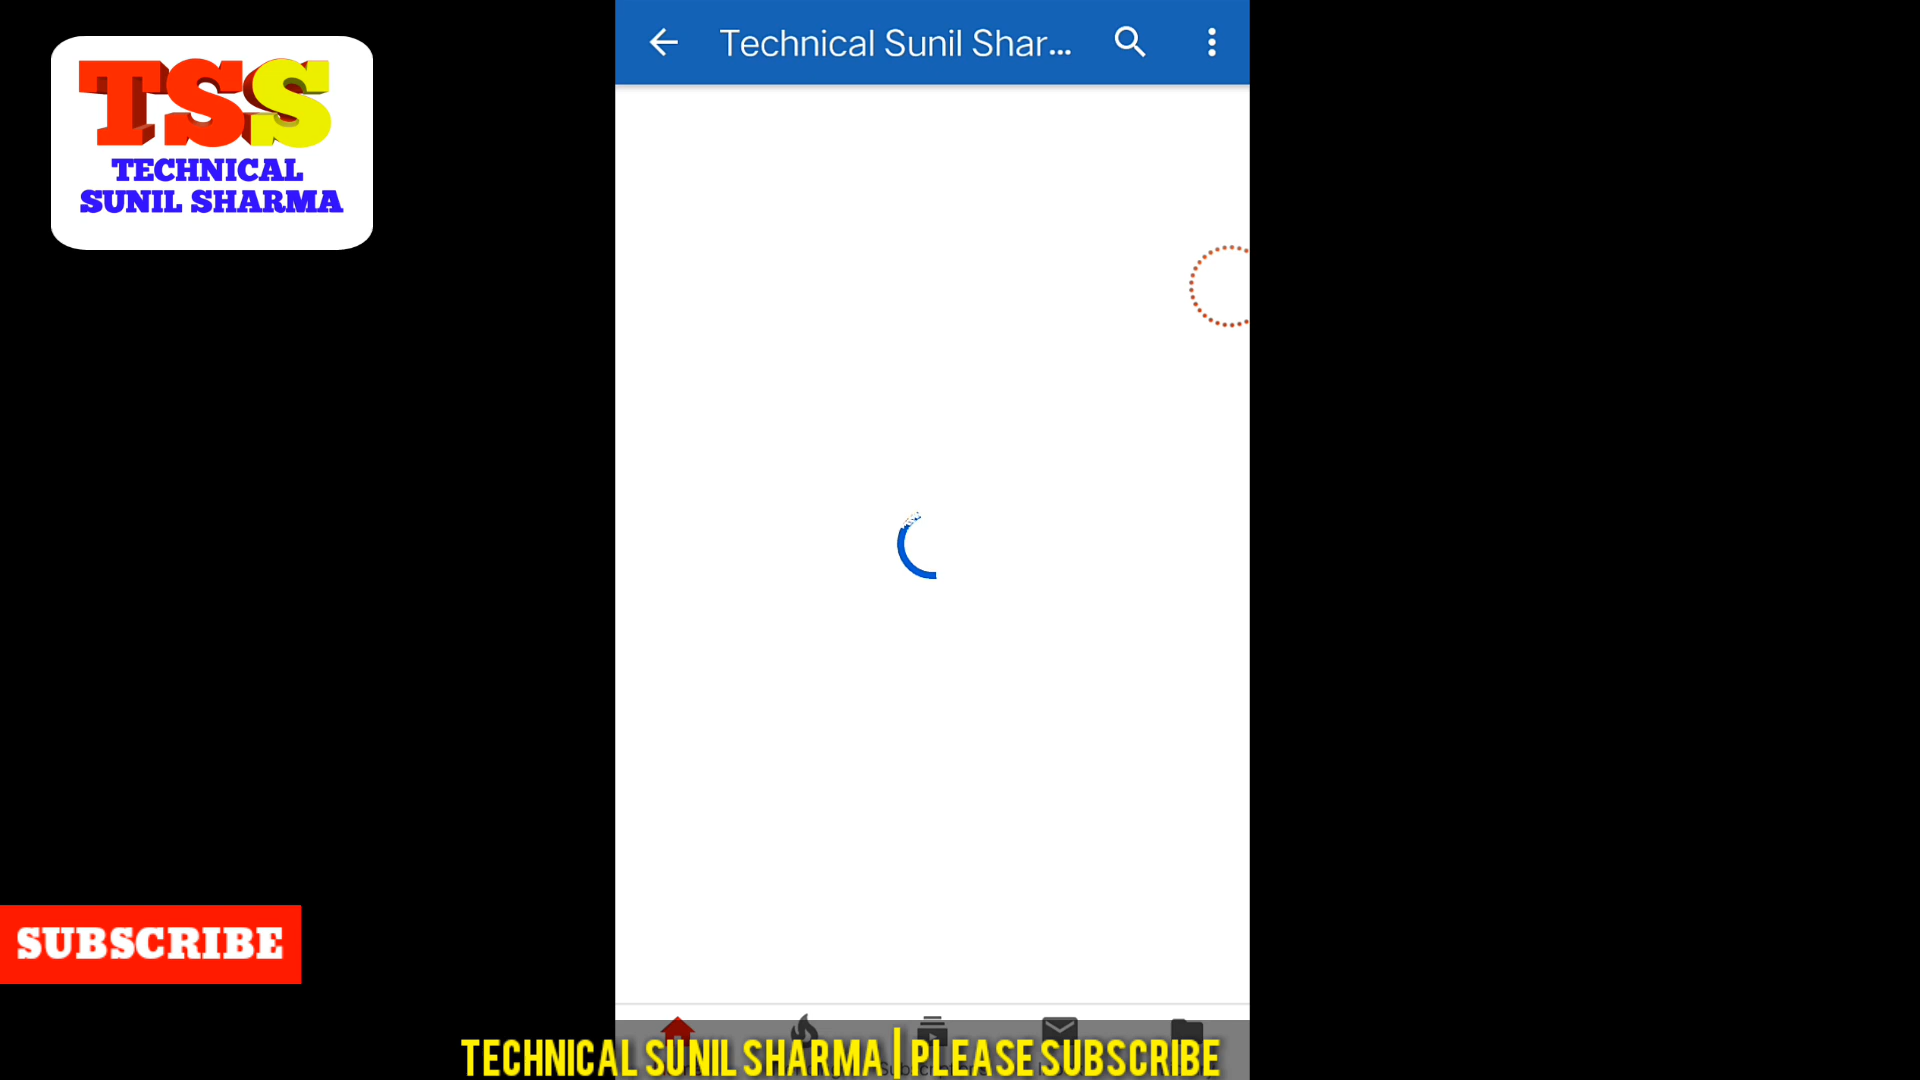 TSS
TECHNICAL
SUNIL SHARMA
Technical Sunil Shar...
SUBSCRIBE
TECHNICAL SUNIL SHARMA | PLEASE SUBSCRIBE